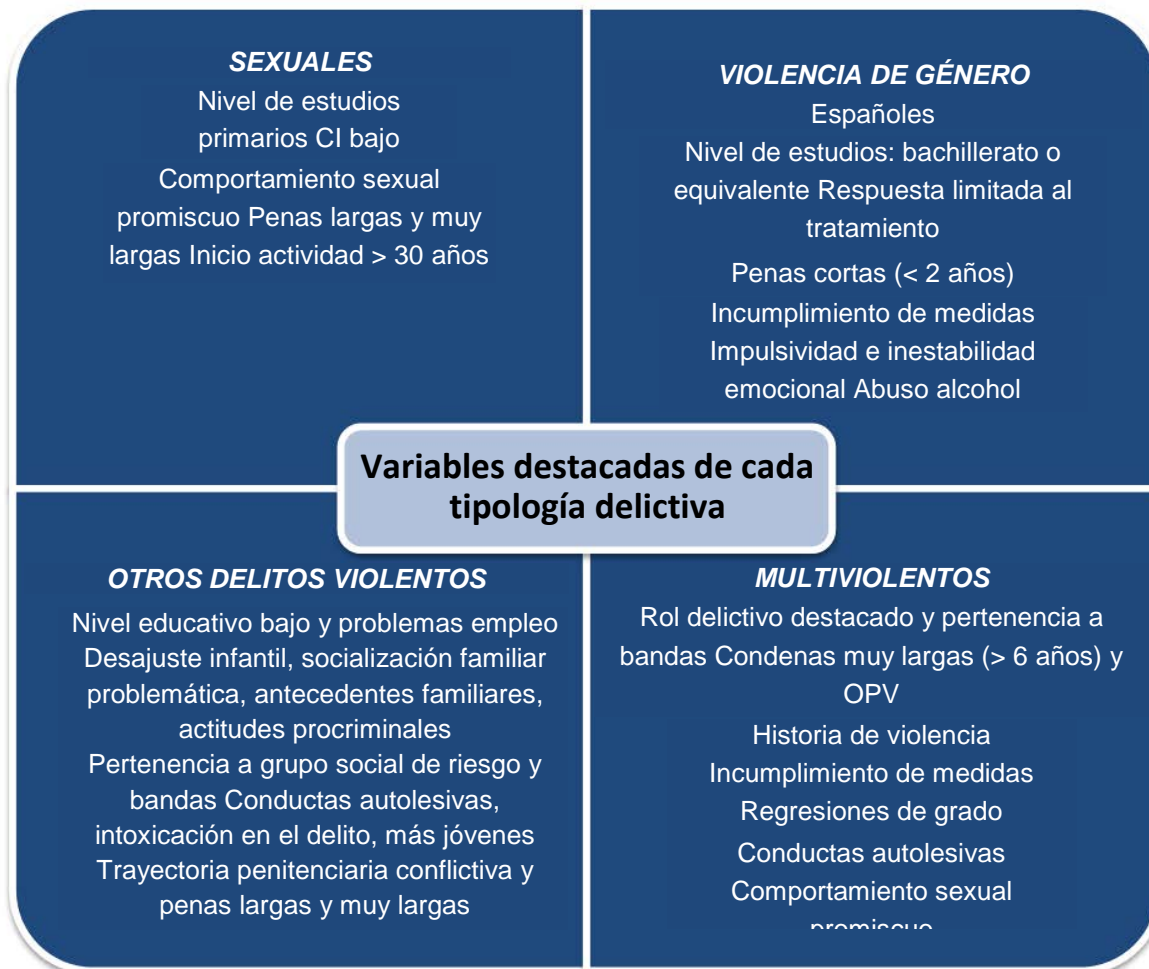 SEXUALES
Nivel de estudios
primarios CI bajo
Comportamiento sexual
promiscuo Penas largas y muy
largas Inicio actividad > 30 años
VIOLENCIA DE GÉNERO
Españoles
Nivel de estudios: bachillerato o
equivalente Respuesta limitada al
tratamiento
Penas cortas (< 2 años)
Incumplimiento de medidas
Impulsividad e inestabilidad
emocional Abuso alcohol
Variables destacadas de cada
tipología delictiva
OTROS DELITOS VIOLENTOS
Nivel educativo bajo y problemas empleo
Desajuste infantil, socialización familiar
problemática, antecedentes familiares,
actitudes procriminales
Pertenencia a grupo social de riesgo y
bandas Conductas autolesivas,
intoxicación en el delito, más jóvenes
Trayectoria penitenciaria conflictiva y
penas largas y muy largas
MULTIVIOLENTOS
Rol delictivo destacado y pertenencia a
bandas Condenas muy largas (> 6 años) y
OPV
Historia de violencia
Incumplimiento de medidas
Regresiones de grado
Conductas autolesivas
Comportamiento sexual
promiscuo